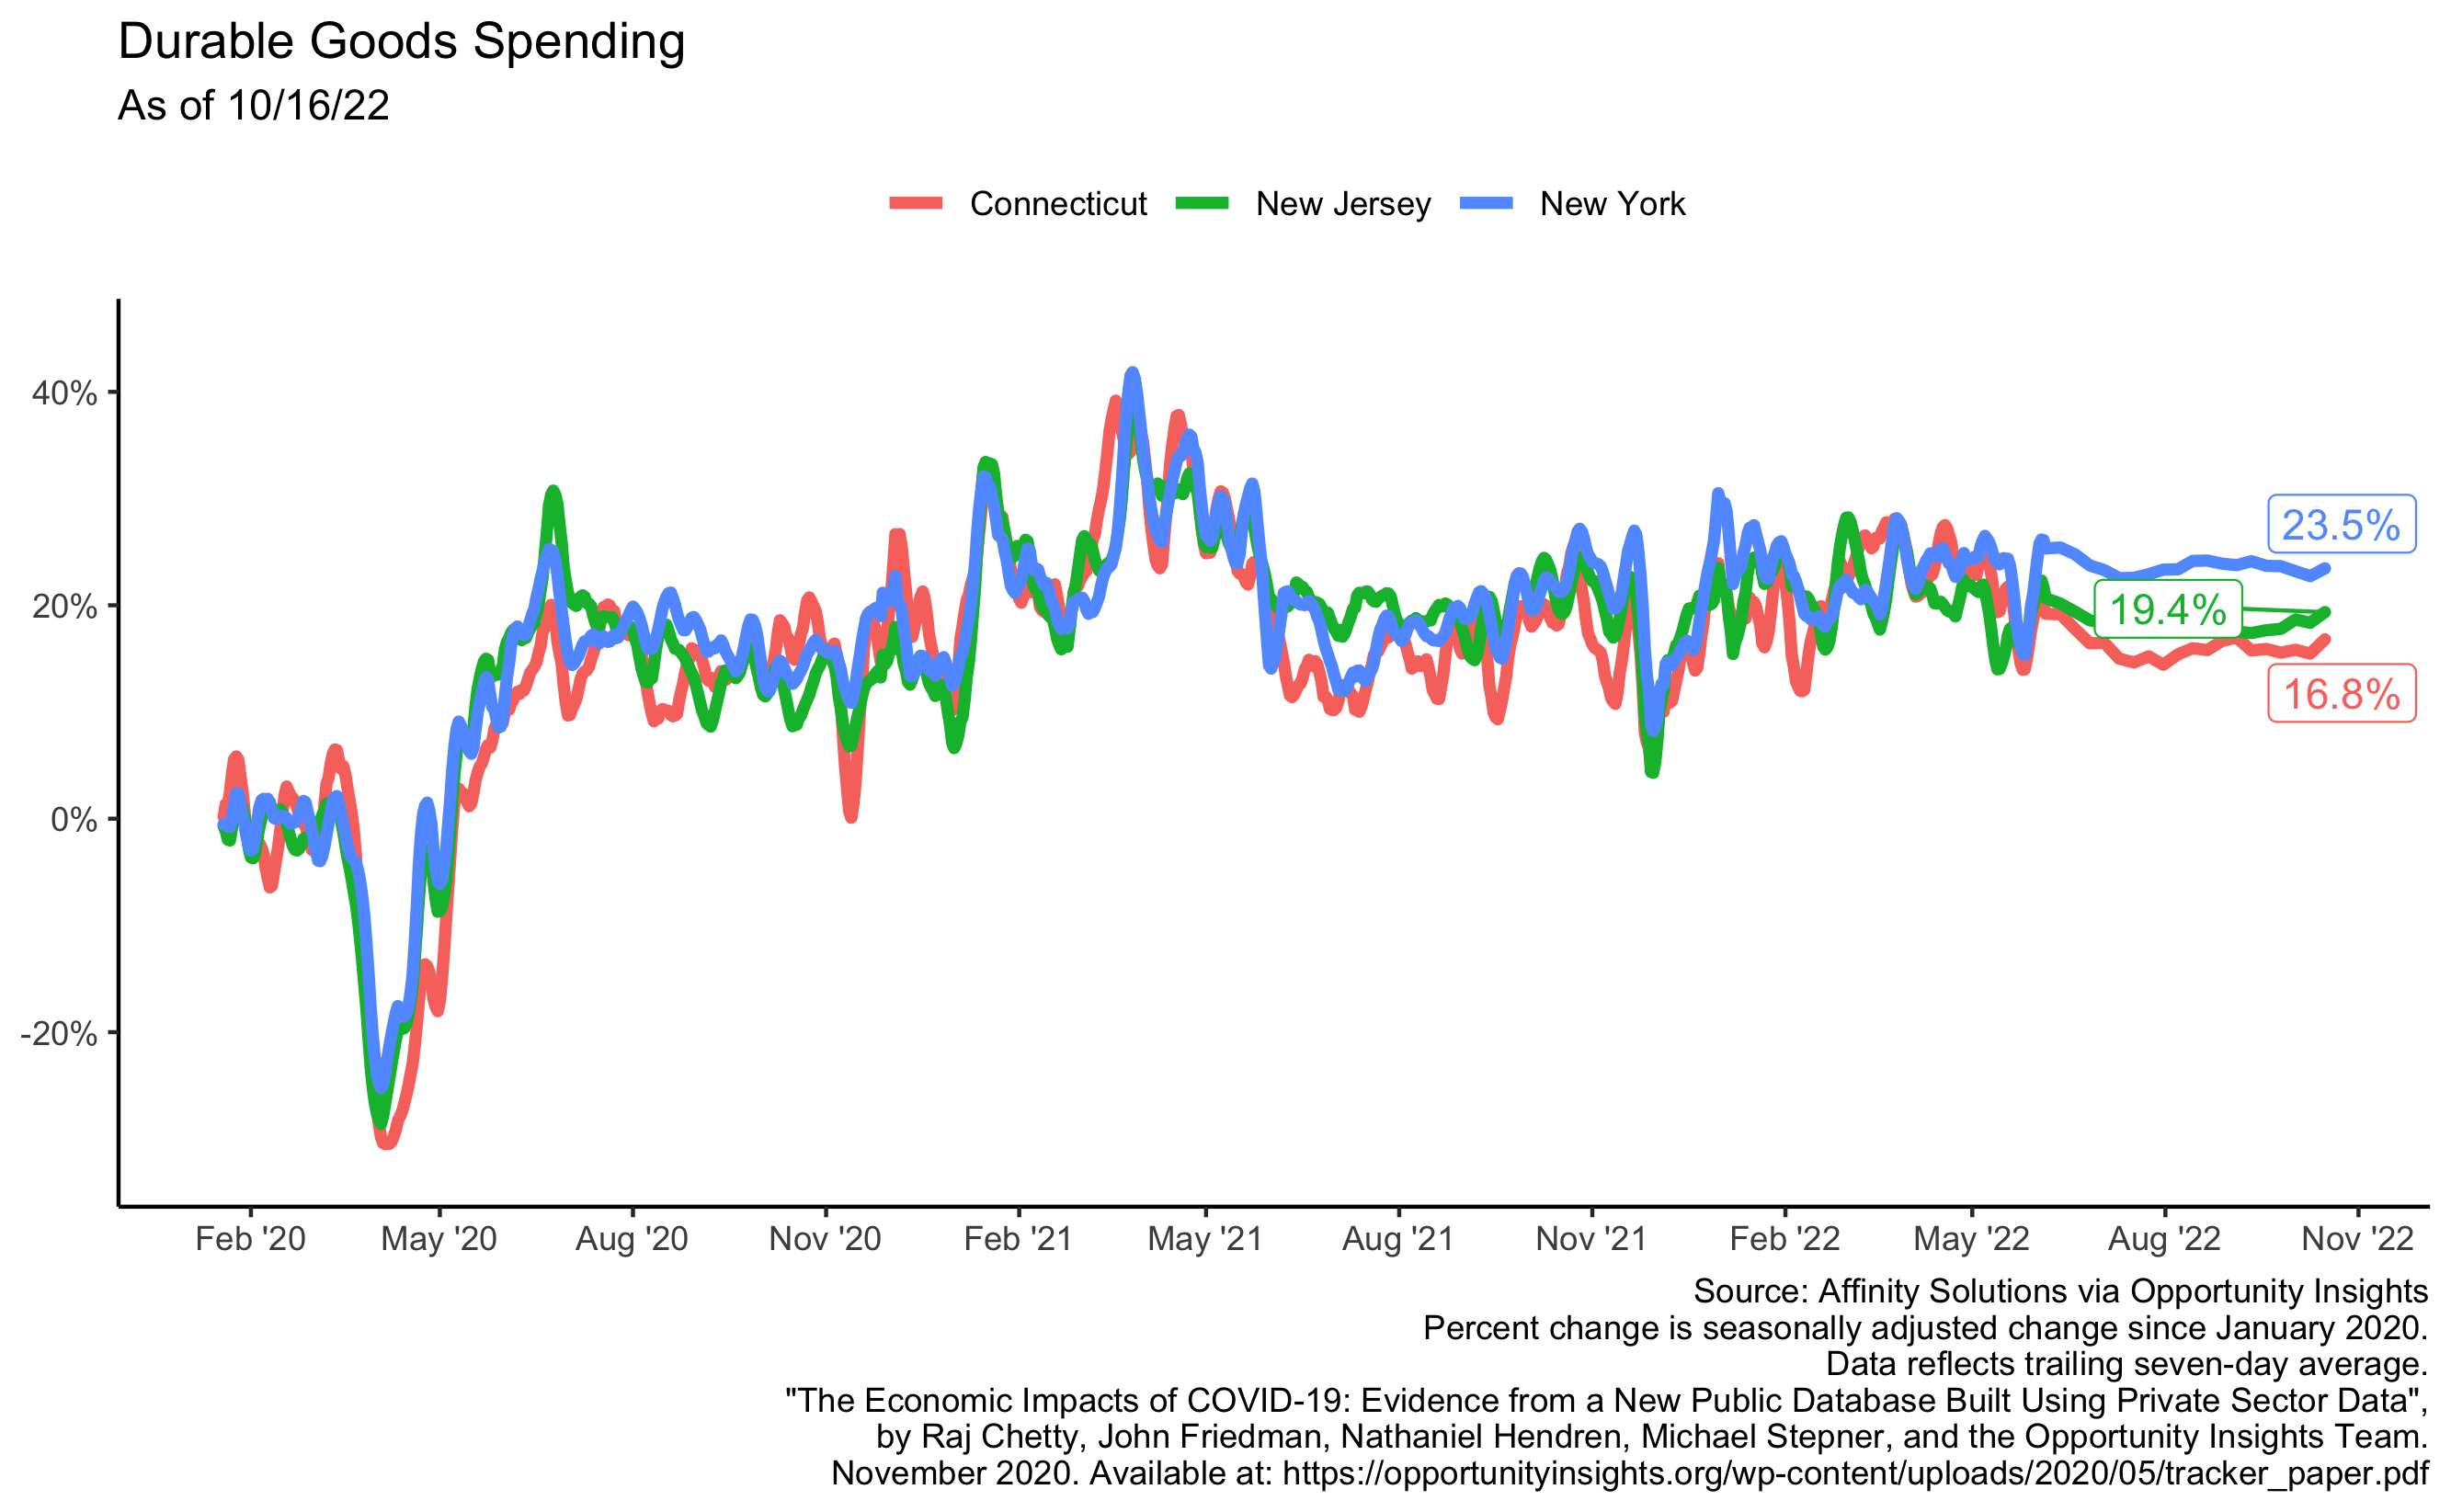 Durable Goods Spending
As of 10/16/22
Connecticut New Jersey New York
40%
20%
0%
-20%
23.5%
19.4%
16.8%
Feb '20 May '20 Aug '20 Nov '20 Feb '21 May '21 Aug '21 Nov '21 Feb '22 May '22 Aug '22 Nov '22
Source: Affinity Solutions via Opportunity Insights
Percent change is seasonally adjusted change since January 2020.
Data reflects trailing seven-day average.
"The Economic Impacts of COVID-19: Evidence from a New Public Database Built Using Private Sector Data",
by Raj Chetty, John Friedman, Nathaniel Hendren, Michael Stepner, and the Opportunity Insights Team.
November 2020. Available at: https://opportunityinsights.org/wp-content/uploads/2020/05/tracker_paper.pdf